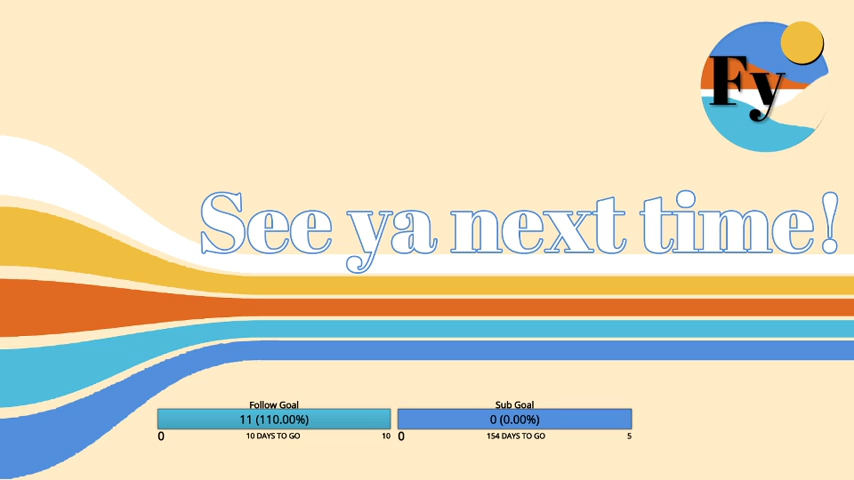 Fy
See ya next time!
Follow Goal
11 (110.00%)
0 10 DAYS TO GO 10
Sub Goal
0 (0.00%)
0 154 DAYS TO GO 5